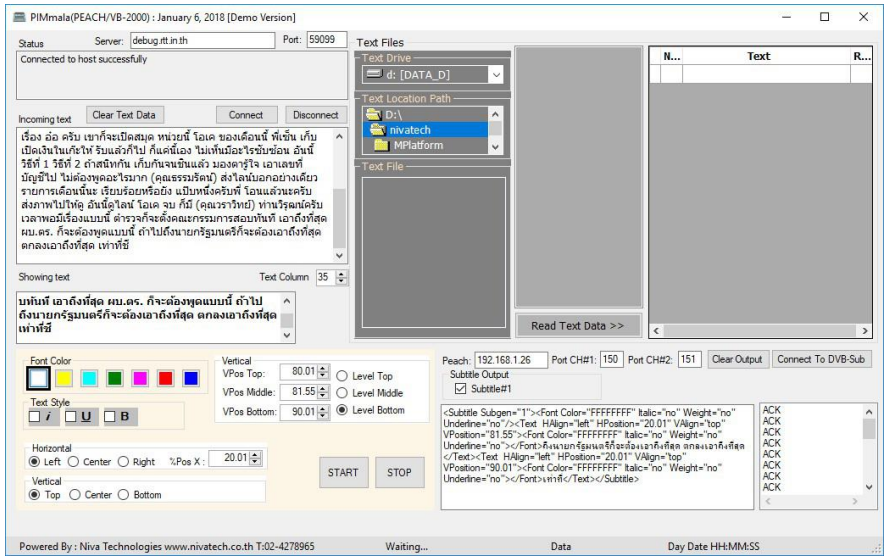 PIMmala(PEACH/VB-2000) : January 6, 2018 [Demo Version]
Status Server: debug.rtt.in.th Port: 59099
Connected to host successfully
Incoming text Clear Text Data Connect Disconnect
เรื่อง อ่อ ครับ เขาก็จะเปิดสมุด หน่วยนี้ โอเค ของเดือนนี้ พี่เซ็น เก็บ
เปิดเงินในเก๊ะให้ รับแล้วก็ไป ก็แค่นี้เอง ไม่เห็นมีอะไรซับซ้อน อันนี้
วิธีที่ 1 วิธีที่ 2 ถ้าสนิทกัน เก็บกันจนชินแล้ว มองตารู้ใจ เอาเลขที่
บัญชีไป ไม่ต้องพูดอะไรมาก (คุณธรรมรัตน์) ส่งไลน์บอกอย่างเดียว
รายการเดือนนี้นะ เรียบร้อยหรือยัง แป๊บหนึ่งครับพี่ โอนแล้วนะครับ
ส่งภาพไปให้ดู อันนี้ดูไลน์ โอเค จบ ก็มี (คุณวราวิทย์) ท่านวิรุฒน์ครับ
เวลาพอมีเรื่องแบบนี้ ตำรวจก็จะตั้งคณะกรรมการสอบทันที เอาถึงที่สุด
ผบ.ตร. ก็จะต้องพูดแบบนี้ ถ้าไปถึงนายกรัฐมนตรีก็จะต้องเอาถึงที่สุด
ตกลงเอาถึงที่สุด เท่าที่ชี
Showing text Text Column 35
บทันที เอาถึงที่สุด ผบ.ตร. ก็จะต้องพูดแบบนี้ ถ้าไป
ถึงนายกรัฐมนตรีก็จะต้องเอาถึงที่สุด ตกลงเอาถึงที่สุด
เท่าที่ชี
Text Files
Text Drive
d: [DATA_D]
Text Location Path
D:\
nivatech
MPlatform
Text File
Read Text Data >>
N... Text R...
Font Color
Text Style
i U B
Vertical
VPos Top: 80.01
VPos Middle: 81.55
VPos Bottom: 90.01
Level Top
Level Middle
Level Bottom
Horizontal
Left Center Right %Pos X : 20.01
Vertical
Top Center Bottom
START STOP
Peach: 192.168.1.26 Port CH#1: 150 Port CH#2: 151 Clear Output Connect To DVB-Sub
Subtitle Output
Subtitle#1
<Subtitle Subgen="1"><Font Color="FFFFFFFF" Italic="no" Weight="no"
Underline="no"/><Text HAlign="left" HPosition="20.01" VAlign="top"
VPosition="81.55"><Font Color="FFFFFFFF" Italic="no" Weight="no"
Underline="no"></Font>ถึงนายกรัฐมนตรีก็จะต้องเอาถึงที่สุด ตกลงเอาถึงที่สุด
</Text><Text HAlign="left" HPosition="20.01" VAlign="top"
VPosition="90.01"><Font Color="FFFFFFFF" Italic="no" Weight="no"
Underline="no"></Font>เท่าที่</Text></Subtitle>
ACK
ACK
ACK
ACK
ACK
ACK
ACK
ACK
Powered By : Niva Technologies www.nivatech.co.th T:02-4278965 Waiting... Data Day Date HH:MM:SS